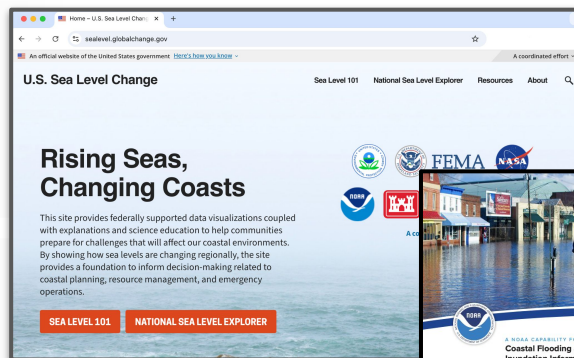 Home – U.S. Sea Level Chang
sealevel.globalchange.gov
An official website of the United States government Here's how you know
A coordinated effort
U.S. Sea Level Change
Sea Level 101 National Sea Level Explorer Resources About
Rising Seas,
Changing Coasts
FEMA
NASA
NOAA
This site provides federally supported data visualizations coupled
with explanations and science education to help communities
prepare for challenges that will affect our coastal environments.
By showing how sea levels are changing regionally, the site
provides a foundation to inform decision-making related to
coastal planning, resource management, and emergency
operations.
A co
SEA LEVEL 101 NATIONAL SEA LEVEL EXPLORER
NOAA
A NOAA CAPABILITY F
Coastal Flooding